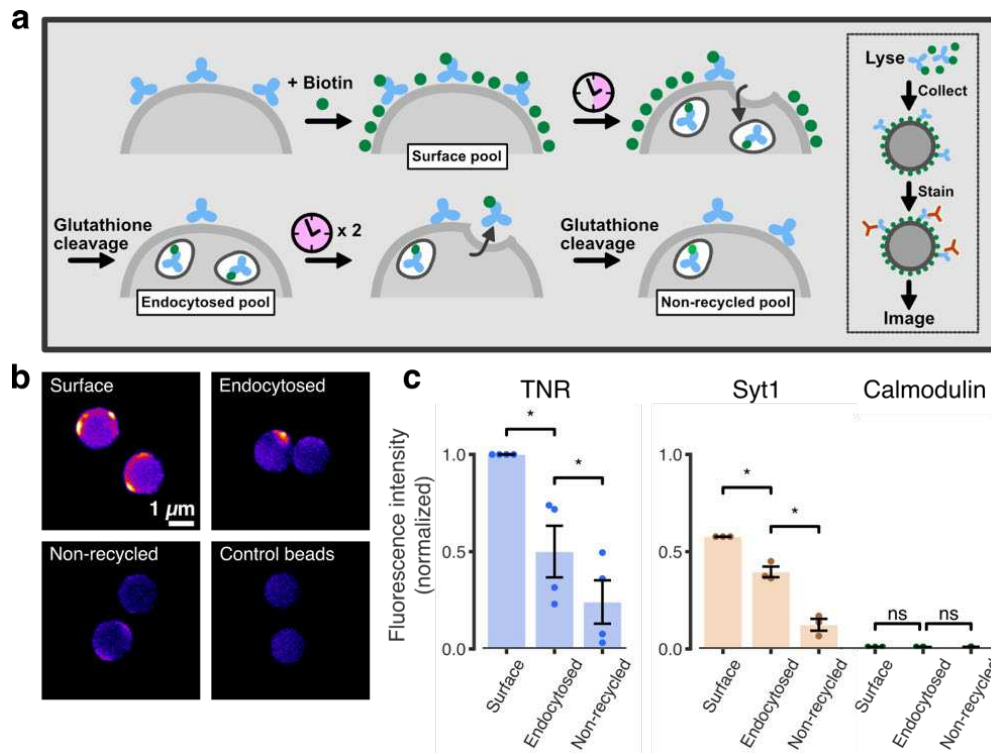 a
+ Biotin
Surface pool
Lyse
Collect
Stain
Image
Glutathione
cleavage
x 2
Glutathione
cleavage
Endocytosed pool
Non-recycled pool
b
Surface
1 µm
Endocytosed
Non-recycled
Control beads
c
TNR
Syt1
Calmodulin
Fluorescence intensity
(normalized)
1.0
0.5
0.0
*
*
Surface
Endocytosed
Non-recycled
1.0
0.5
0.0
*
*
Surface
Endocytosed
Non-recycled
ns
ns
Surface
Endocytosed
Non-recycled